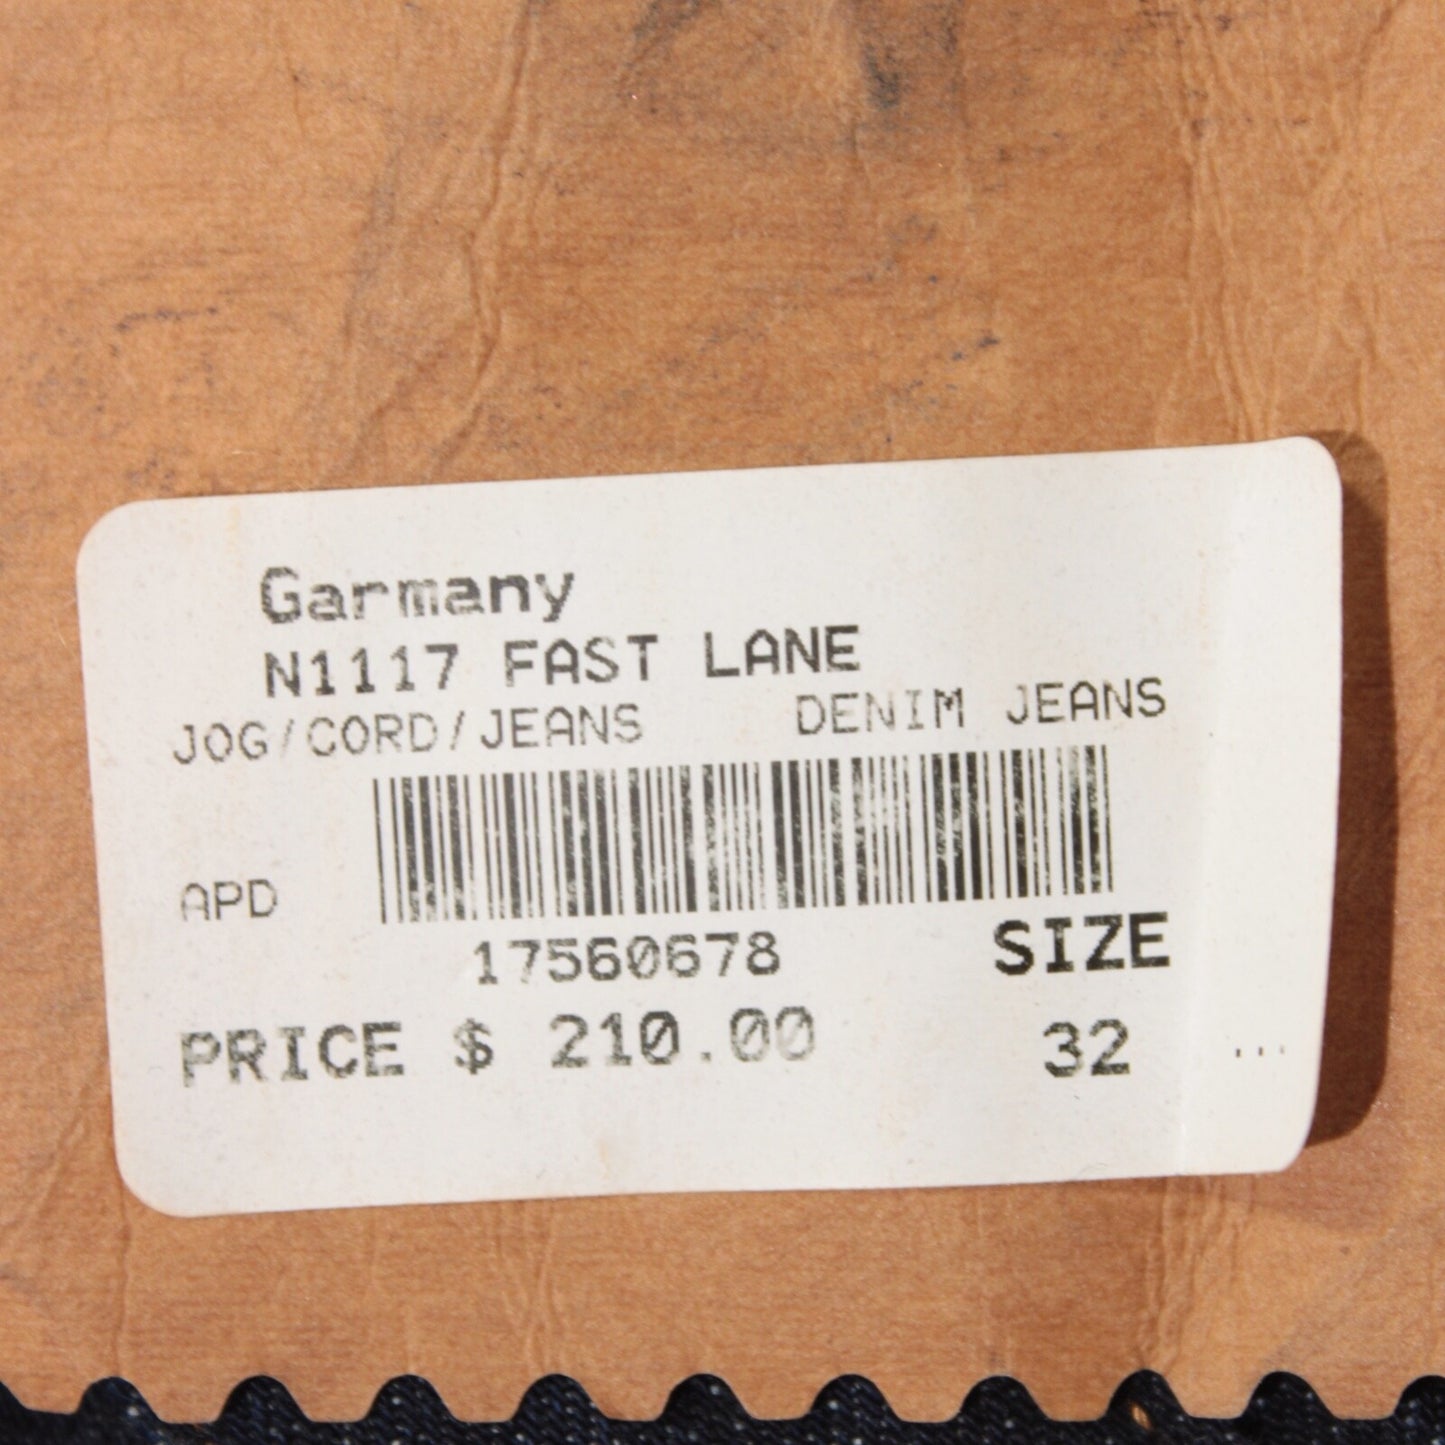 Garmany
N1117 FAST LANE
JOG/CORD/JEANS DENIM JEANS
APD
17560678 SIZE
PRICE $ 210.00 32 ...